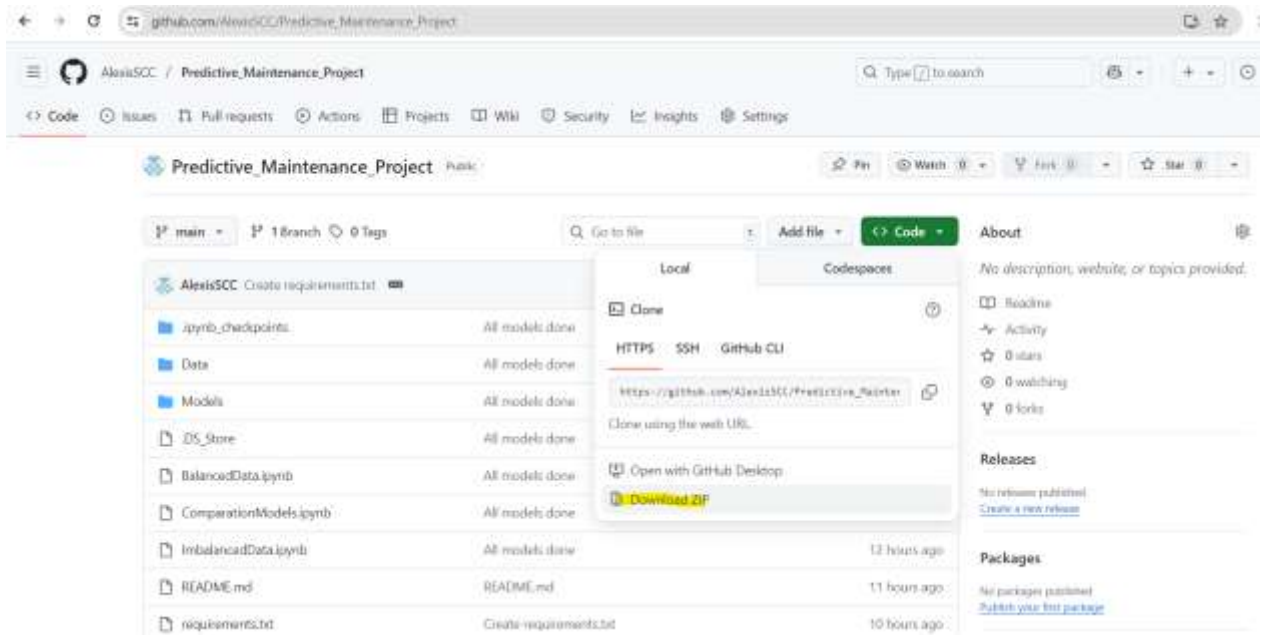 github.com/AlexisSCC/Predictive_Maintenance_Project
AlexisSCC / Predictive_Maintenance_Project
Type / to search
Code Issues Pull requests Actions Projects Wiki Security Insights Settings
Predictive_Maintenance_Project Public
Pin Watch 0 Fork 0 Star 0
main 1 Branch 0 Tags
Go to file t
Add file
Code
About
Local Codespaces
No description, website, or topics provided.
AlexisSCC Create requirements.txt
Clone
Readme
.ipynb_checkpoints All models done
Activity
HTTPS SSH GitHub CLI
0 stars
Data All models done
https://github.com/AlexisSCC/Predictive_Mainten
0 watching
Models All models done
Clone using the web URL.
0 forks
.DS_Store All models done
Open with GitHub Desktop
Releases
BalancedData.ipynb All models done
Download ZIP
No releases published
Create a new release
ComparationModels.ipynb All models done
ImbalancedData.ipynb All models done 12 hours ago
Packages
README.md README.md 11 hours ago
No packages published
Publish your first package
requirements.txt Create requirements.txt 10 hours ago